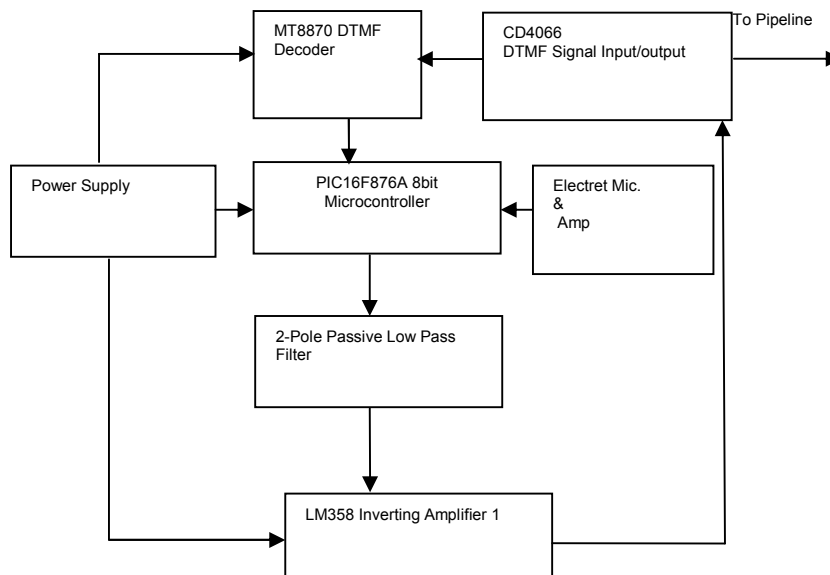 MT8870 DTMF
Decoder
CD4066
DTMF Signal Input/output
To Pipeline
Power Supply
PIC16F876A 8bit
Microcontroller
Electret Mic.
&
Amp
2-Pole Passive Low Pass
Filter
LM358 Inverting Amplifier 1